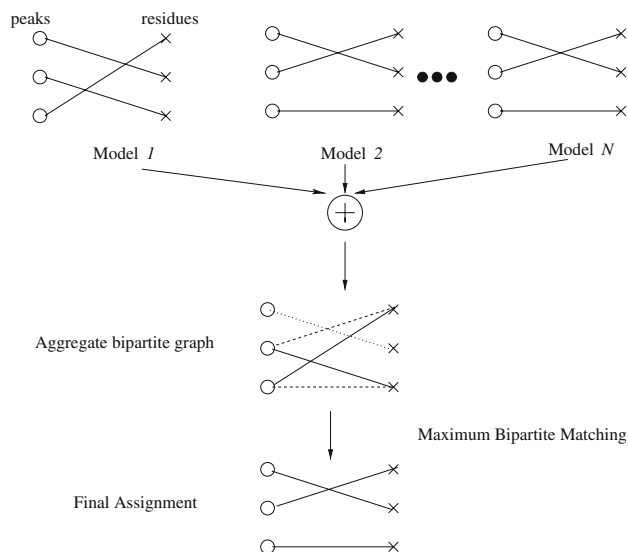 peaks residues
Model 1 Model 2 Model N
Aggregate bipartite graph
Maximum Bipartite Matching
Final Assignment